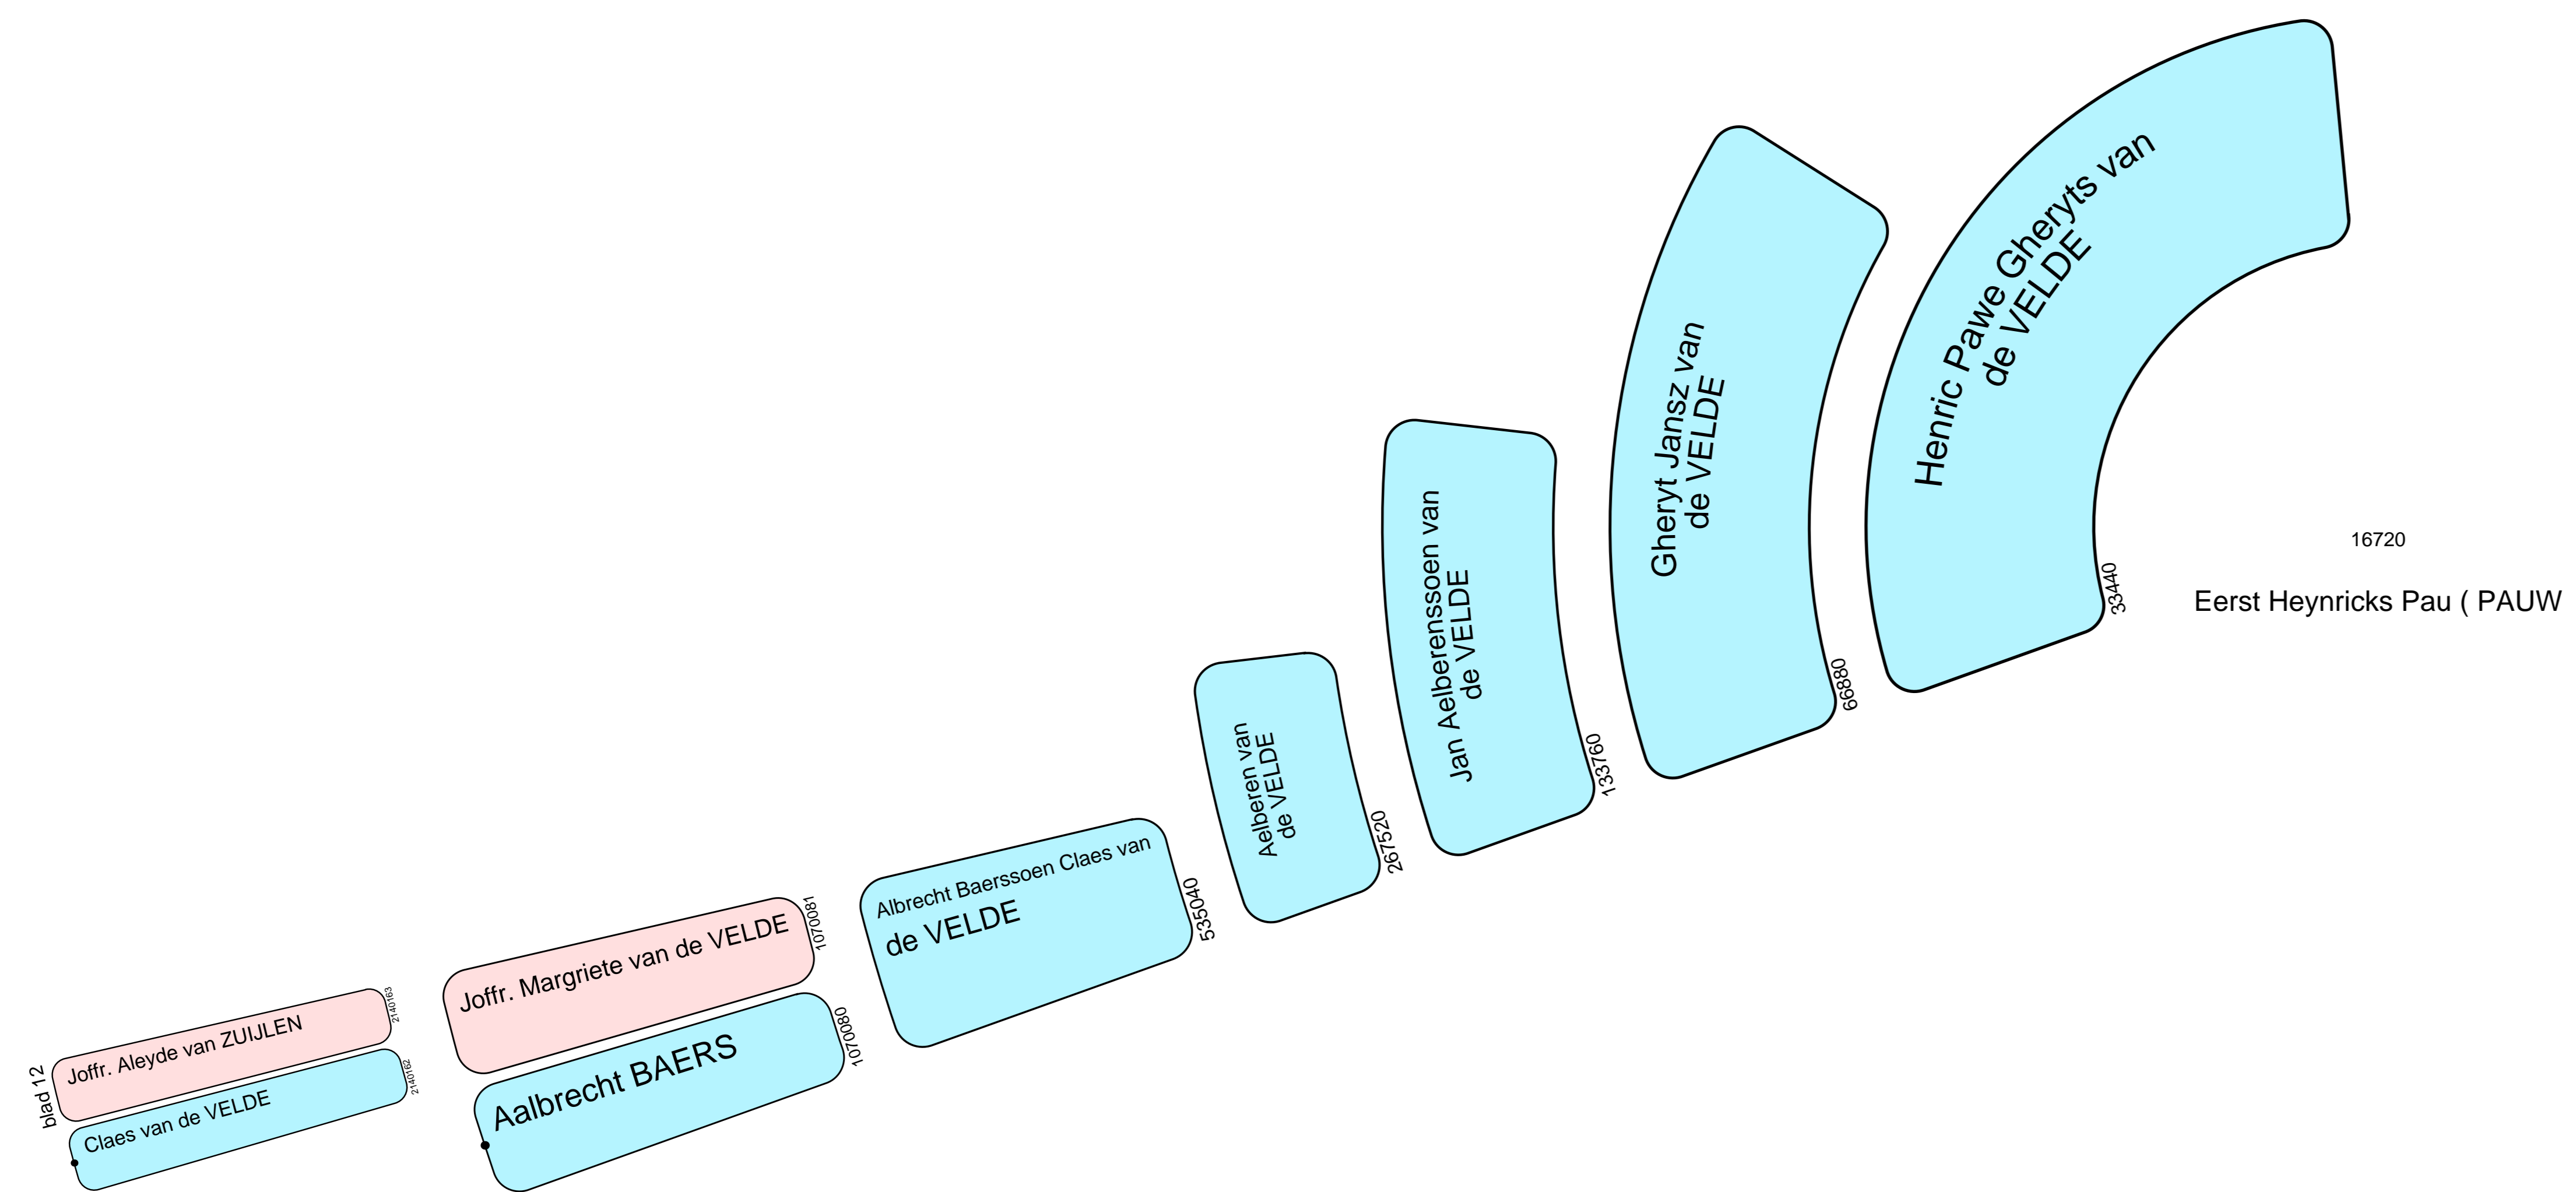 blad 12
Joffr. Aleyde van ZUIJLEN
2140163
Claes van de VELDE
2140162
Joffr. Margriete van de VELDE
1070081
Aalbrecht BAERS
1070080
Albrecht Baerssoen Claes van
de VELDE
535040
Aelberen van
de VELDE
267520
Jan Aelberenssoen van
de VELDE
133760
Gheryt Jansz van
de VELDE
66880
Henric Pawe Gheryts van
de VELDE
33440
16720
Eerst Heynricks Pau ( PAUW